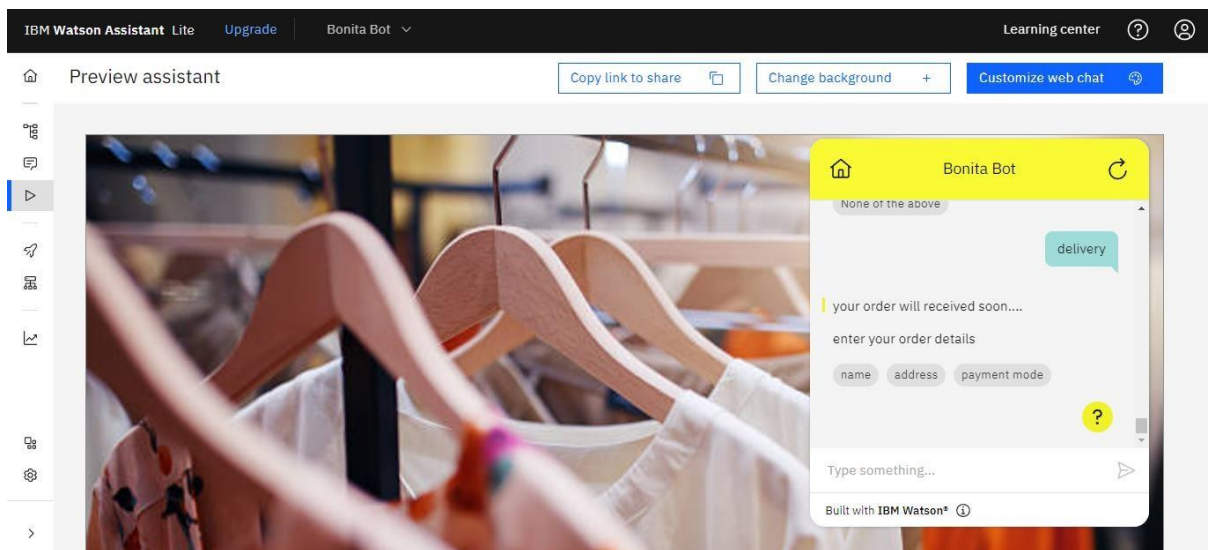 IBM Watson Assistant Lite Upgrade Bonita Bot Learning center ?
Preview assistant Copy link to share Change background + Customize web chat
Bonita Bot
None of the above
delivery
your order will received soon....
enter your order details
name address payment mode
?
Type something...
Built with IBM Watson® i